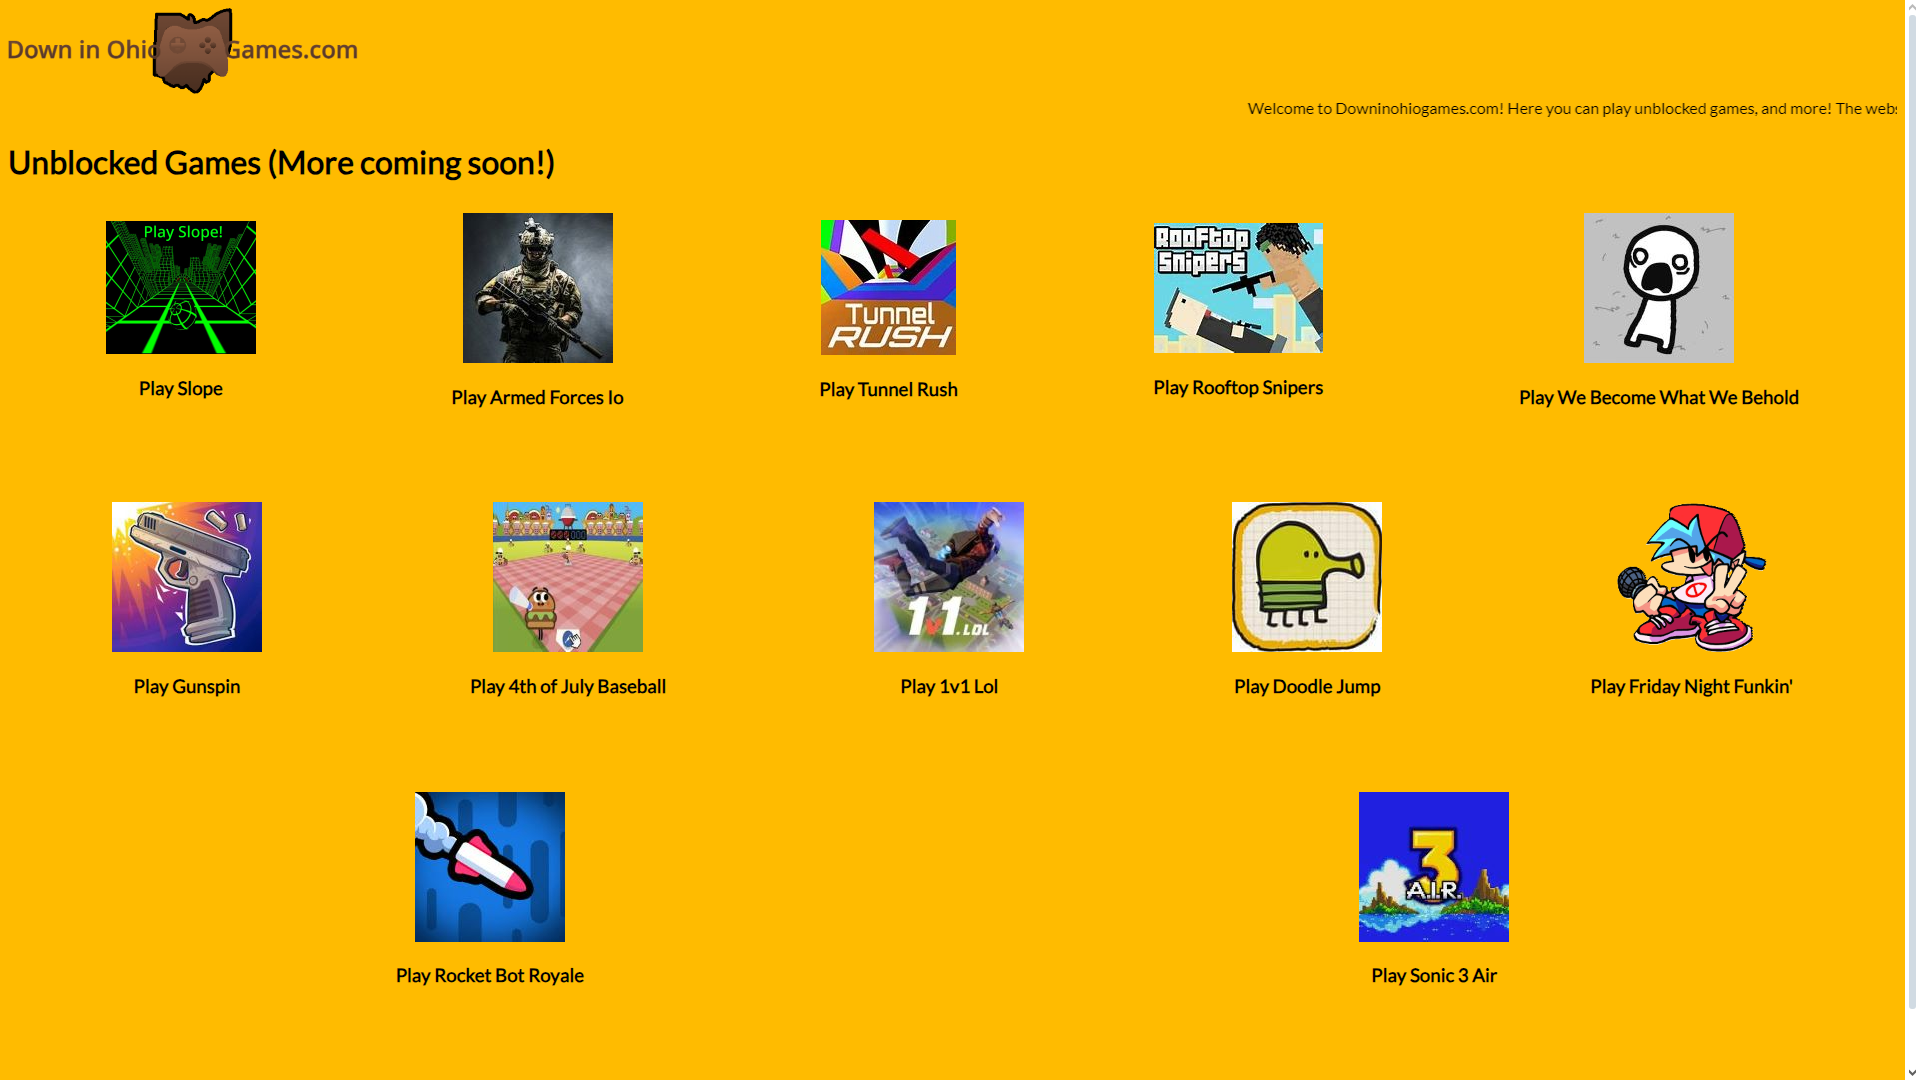 Down in Ohio Games.com
Welcome to Downinohiogames.com! Here you can play unblocked games, and more! The webs
Unblocked Games (More coming soon!)
Play Slope!
Rooftop
Snipers
Tunnel
RUSH
Play Slope
Play Armed Forces Io
Play Tunnel Rush
Play Rooftop Snipers
Play We Become What We Behold
1v1.LOL
Play Gunspin
Play 4th of July Baseball
Play 1v1 Lol
Play Doodle Jump
Play Friday Night Funkin'
3
A.I.R.
Play Rocket Bot Royale
Play Sonic 3 Air